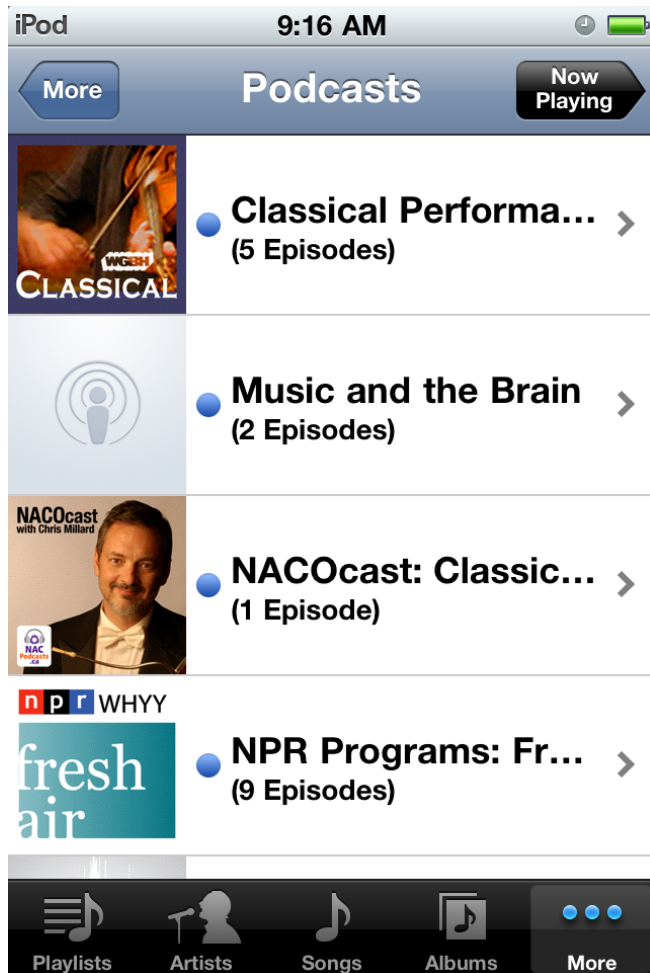 iPod 9:16 AM
More Podcasts Now Playing
WGBH
CLASSICAL
Classical Performa...
(5 Episodes)
Music and the Brain
(2 Episodes)
NACOcast
with Chris Millard
NAC
Podcasts
.ca
NACOcast: Classic...
(1 Episode)
npr WHYY
fresh
air
NPR Programs: Fr...
(9 Episodes)
Playlists Artists Songs Albums More